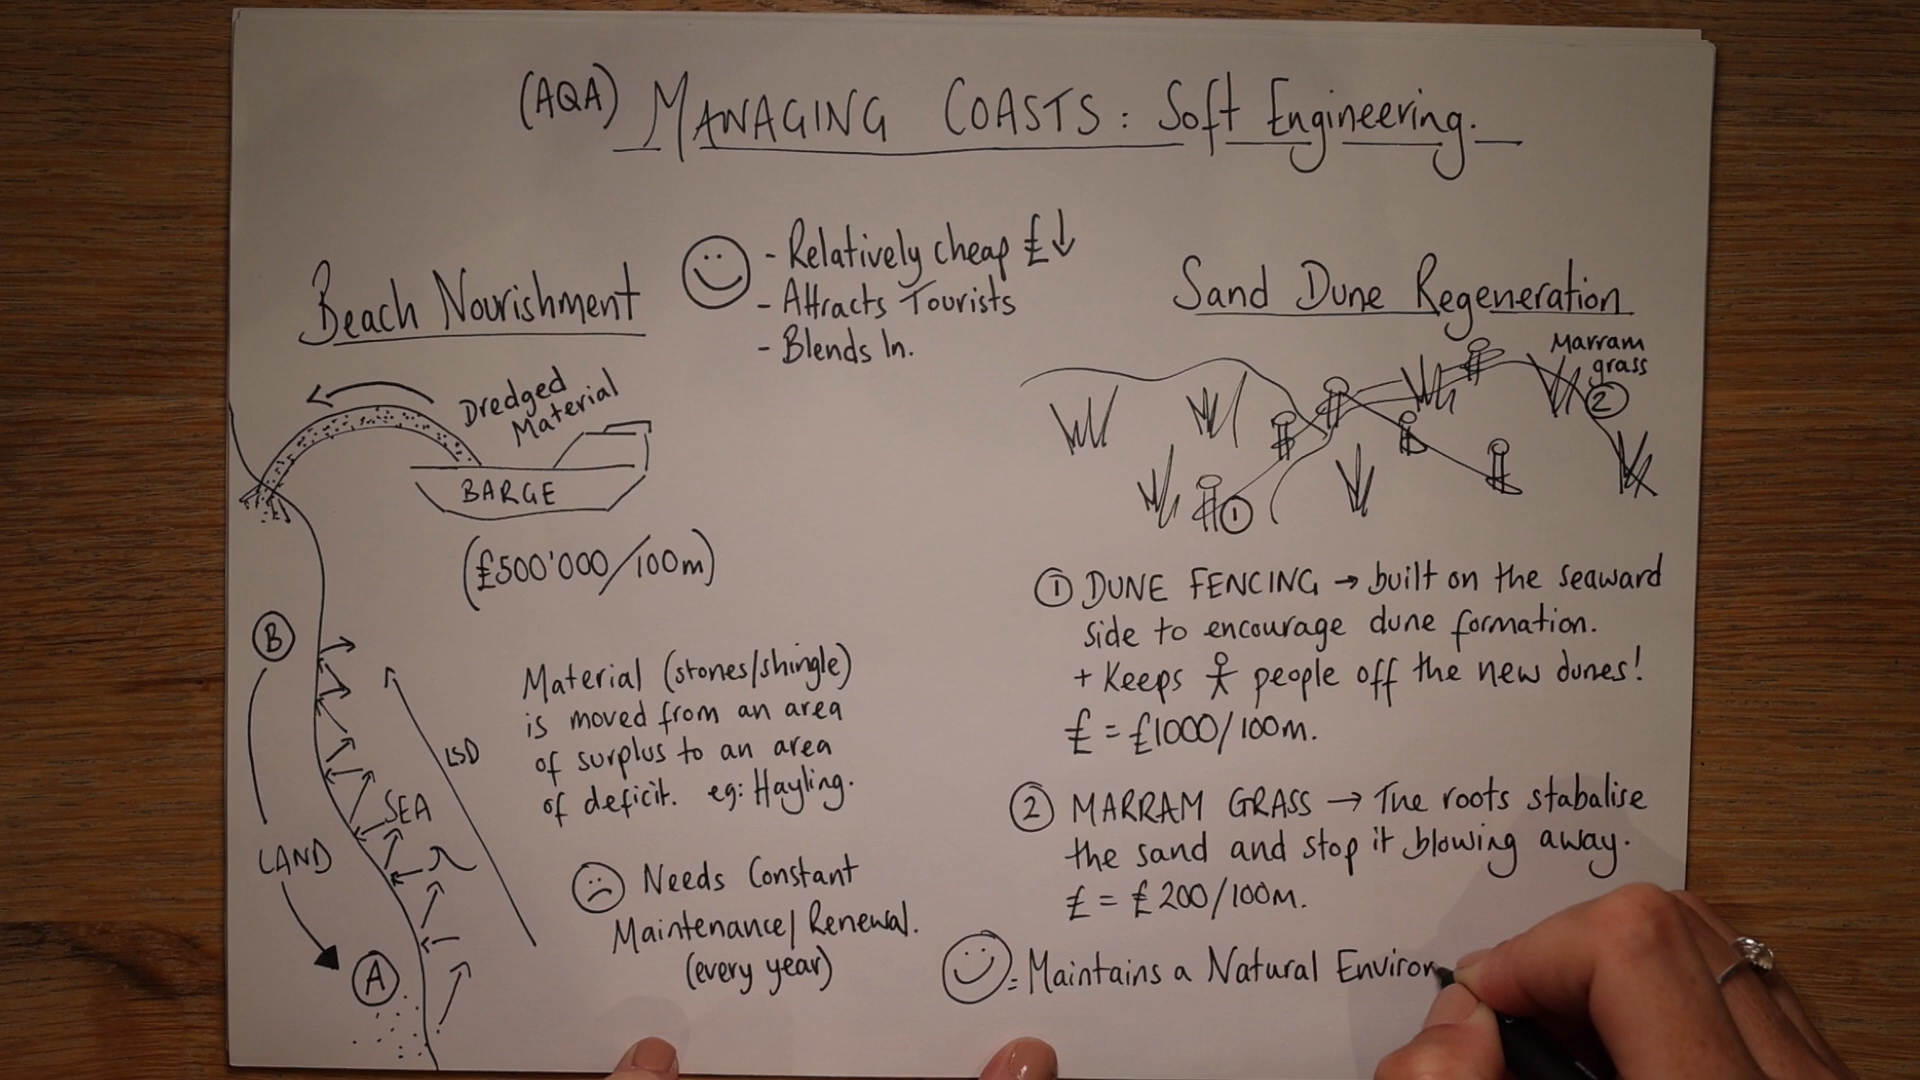 (AQA) MANAGING COASTS: Soft Engineering.
Beach Nourishment
- Relatively cheap £↓
- Attracts Tourists
- Blends In.
Dredged
Material
BARGE
(£500'000/100m)
B
LSD
SEA
LAND
A
Material (stones/shingle)
is moved from an area
of surplus to an area
of deficit. eg: Hayling.
Needs Constant
Maintenance/Renewal.
(every year)
Sand Dune Regeneration
Marram
grass
2
1
① DUNE FENCING → built on the seaward
side to encourage dune formation.
+ Keeps people off the new dunes!
£ = £1000/100m.
② MARRAM GRASS → The roots stabalise
the sand and stop it blowing away.
£ = £200/100m.
= Maintains a Natural Environ